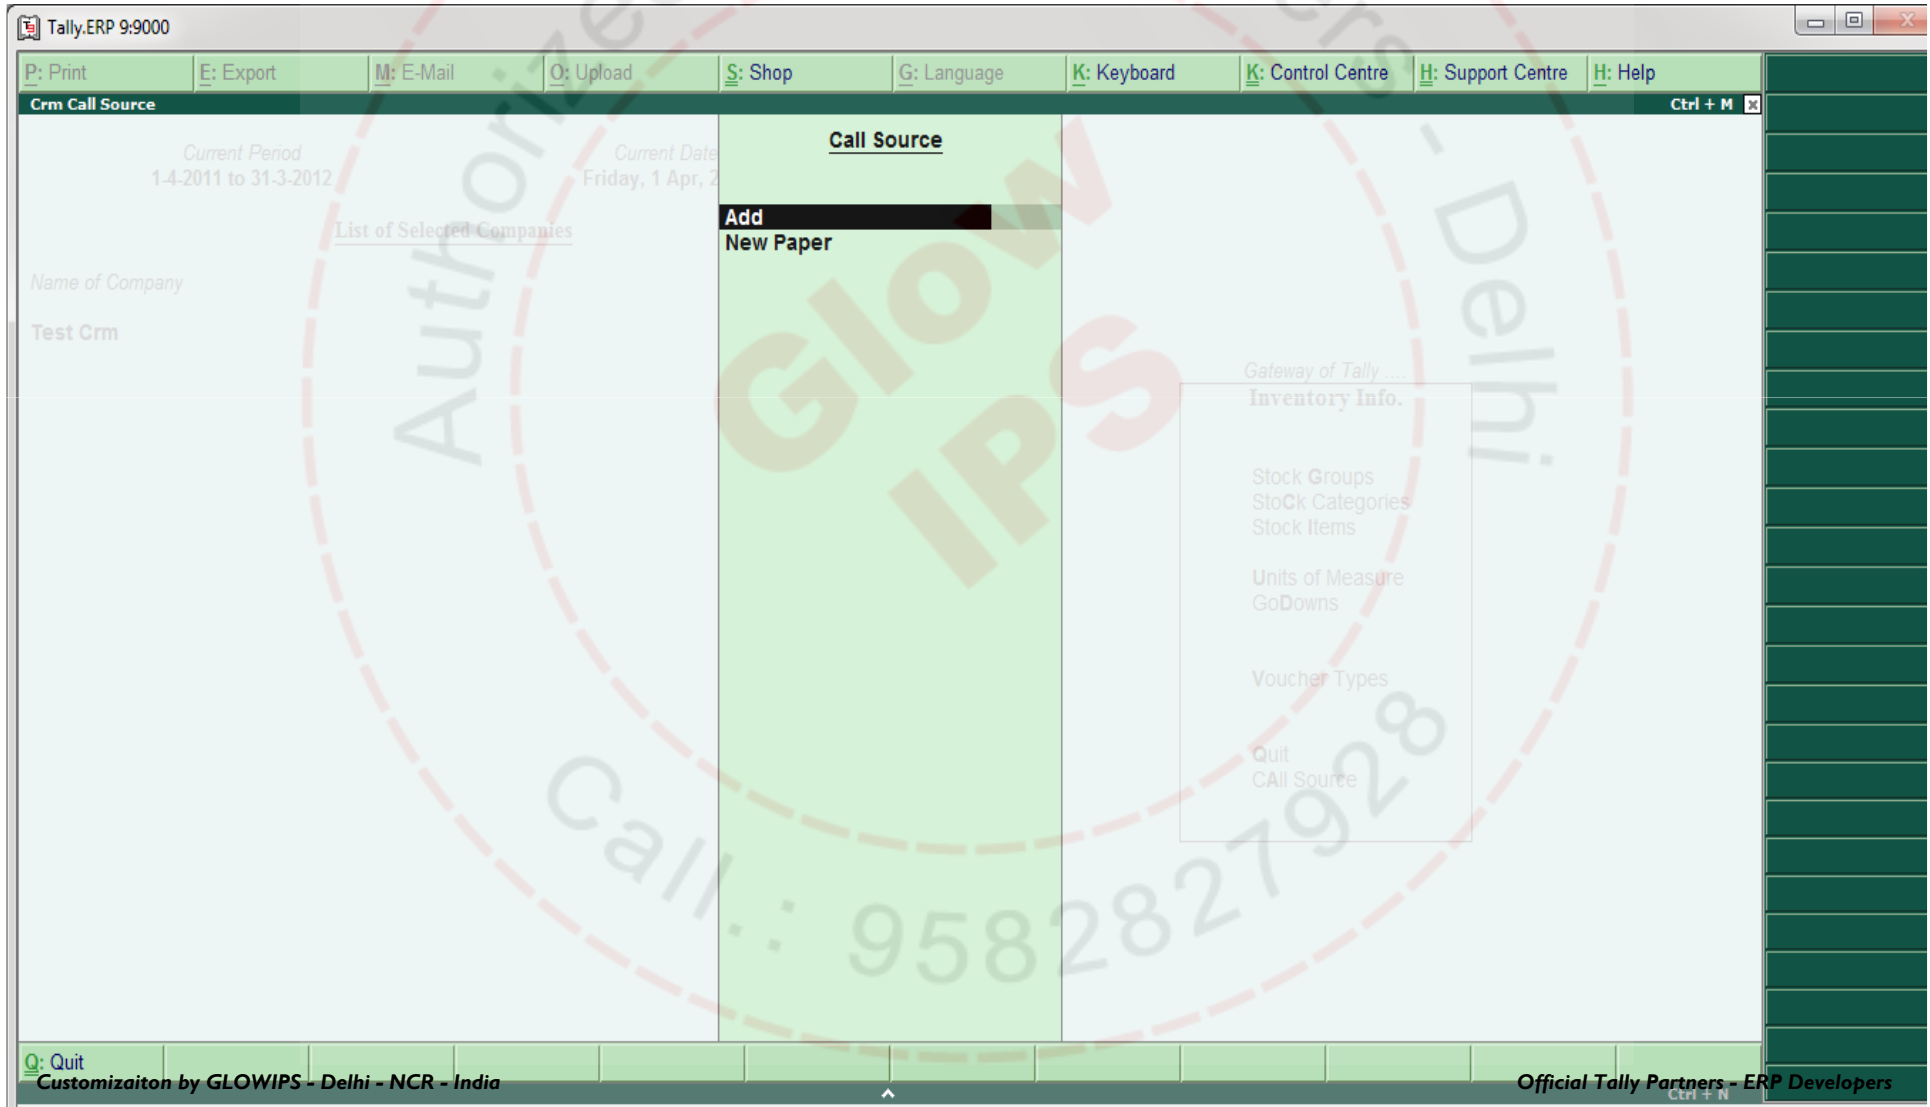 Tally.ERP 9:9000
P: Print E: Export M: E-Mail O: Upload S: Shop G: Language K: Keyboard K: Control Centre H: Support Centre H: Help
Crm Call Source Ctrl + M
Call Source
Current Period Current Date
1-4-2011 to 31-3-2012 Friday, 1 Apr, 2
Add
List of Selected Companies
New Paper
Name of Company
Test Crm
Gateway of Tally ....
Inventory Info.
Stock Groups
StoCk Categories
Stock Items
Units of Measure
GoDowns
Voucher Types
Quit
CAll Source
Glow
IPS
Call.: 9582827928
Delhi
Q: Quit
Customizaiton by GLOWIPS - Delhi - NCR - India Official Tally Partners - ERP Developers
Ctrl + N